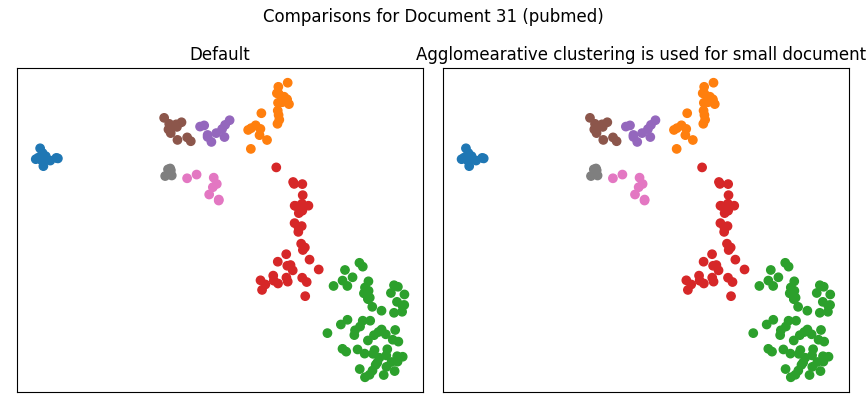 Comparisons for Document 31 (pubmed)
Default
Agglomearative clustering is used for small document